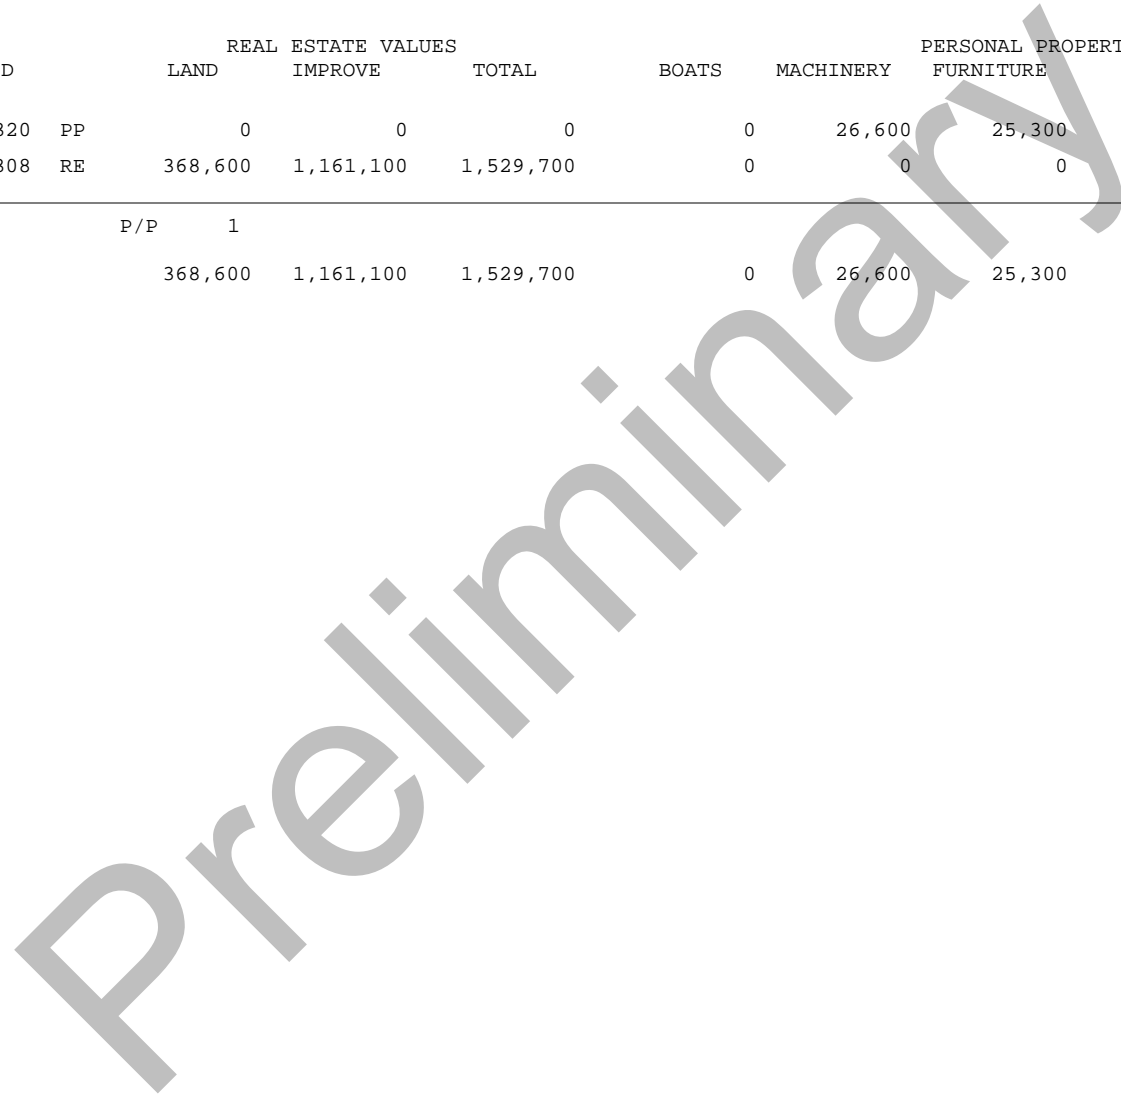 REAL ESTATE VALUES PERSONAL PROPERT
D LAND IMPROVE TOTAL BOATS MACHINERY FURNITURE
320 PP 0 0 0 0 26,600 25,300
308 RE 368,600 1,161,100 1,529,700 0 0 0
P/P 1
368,600 1,161,100 1,529,700 0 26,600 25,300
Preliminary